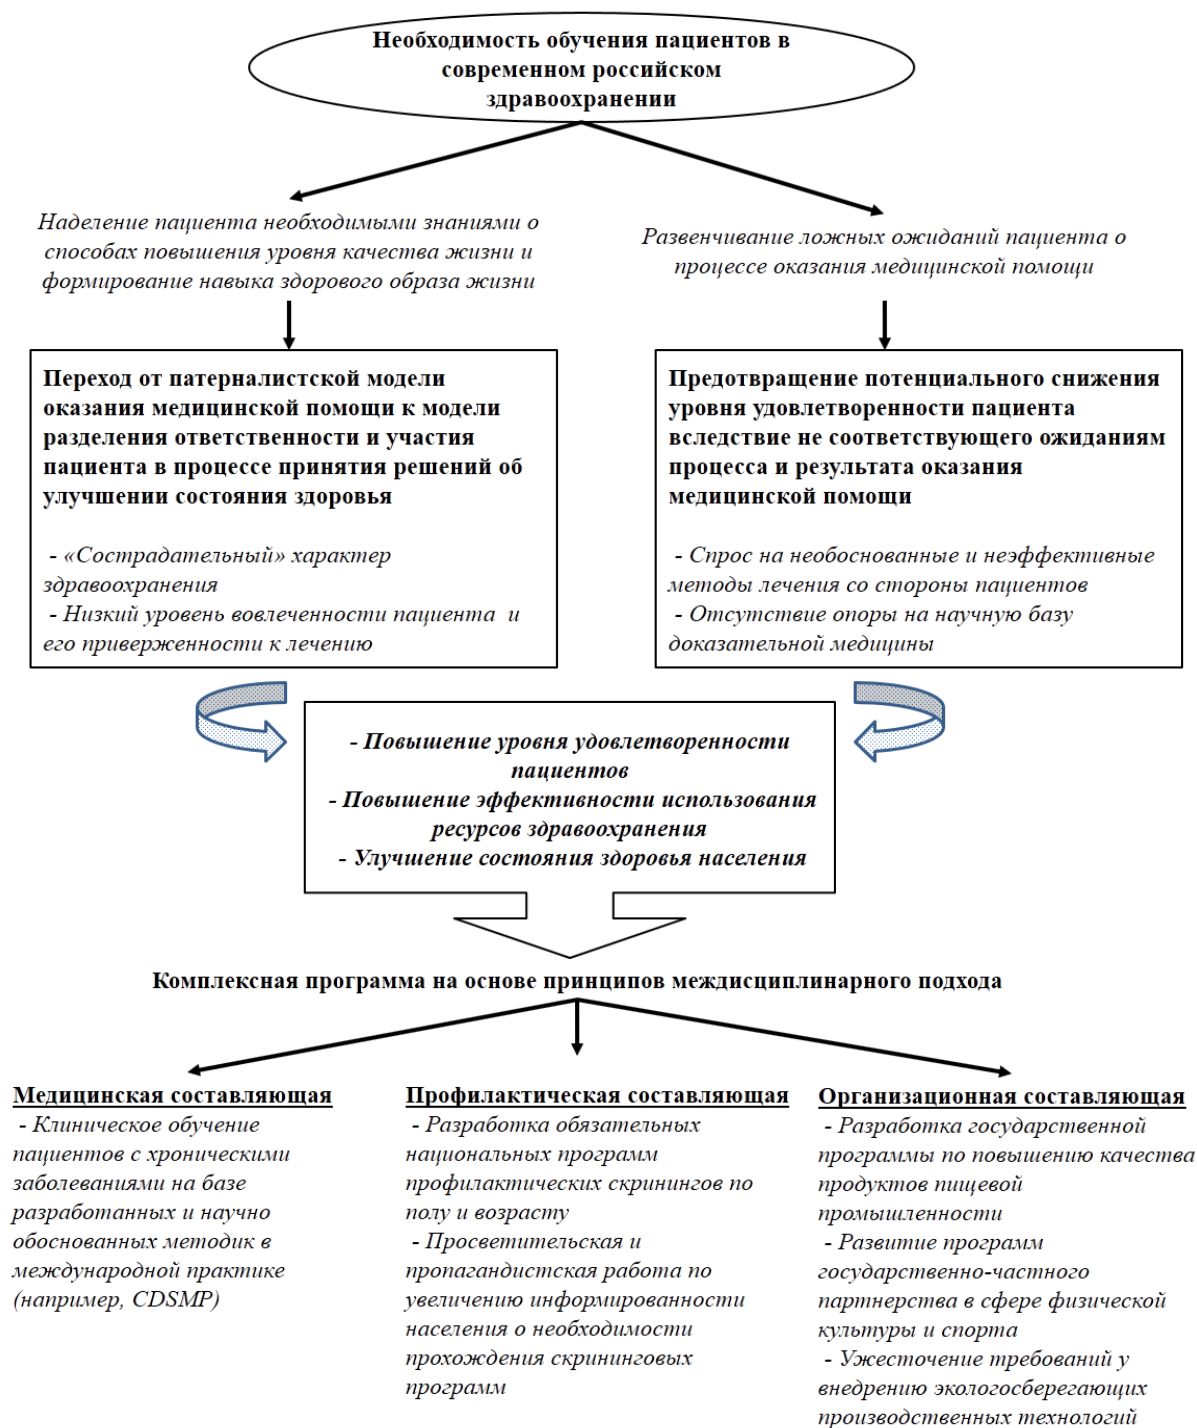 Необходимость обучения пациентов в
современном российском
здравоохранении
Наделение пациента необходимыми знаниями о
способах повышения уровня качества жизни и
формирование навыка здорового образа жизни
Развенчивание ложных ожиданий пациента о
процессе оказания медицинской помощи
Переход от патерналистской модели
оказания медицинской помощи к модели
разделения ответственности и участия
пациента в процессе принятия решений об
улучшении состояния здоровья
- «Сострадательный» характер
здравоохранения
- Низкий уровень вовлеченности пациента и
его приверженности к лечению
Предотвращение потенциального снижения
уровня удовлетворенности пациента
вследствие не соответствующего ожиданиям
процесса и результата оказания
медицинской помощи
- Спрос на необоснованные и неэффективные
методы лечения со стороны пациентов
- Отсутствие опоры на научную базу
доказательной медицины
- Повышение уровня удовлетворенности
пациентов
- Повышение эффективности использования
ресурсов здравоохранения
- Улучшение состояния здоровья населения
Комплексная программа на основе принципов междисциплинарного подхода
Медицинская составляющая
- Клиническое обучение
пациентов с хроническими
заболеваниями на базе
разработанных и научно
обоснованных методик в
международной практике
(например, CDSMP)
Профилактическая составляющая
- Разработка обязательных
национальных программ
профилактических скринингов по
полу и возрасту
- Просветительская и
пропагандистская работа по
увеличению информированности
населения о необходимости
прохождения скрининговых
программ
Организационная составляющая
- Разработка государственной
программы по повышению качества
продуктов пищевой
промышленности
- Развитие программ
государственно-частного
партнерства в сфере физической
культуры и спорта
- Ужесточение требований у
внедрению экологосберегающих
производственных технологий